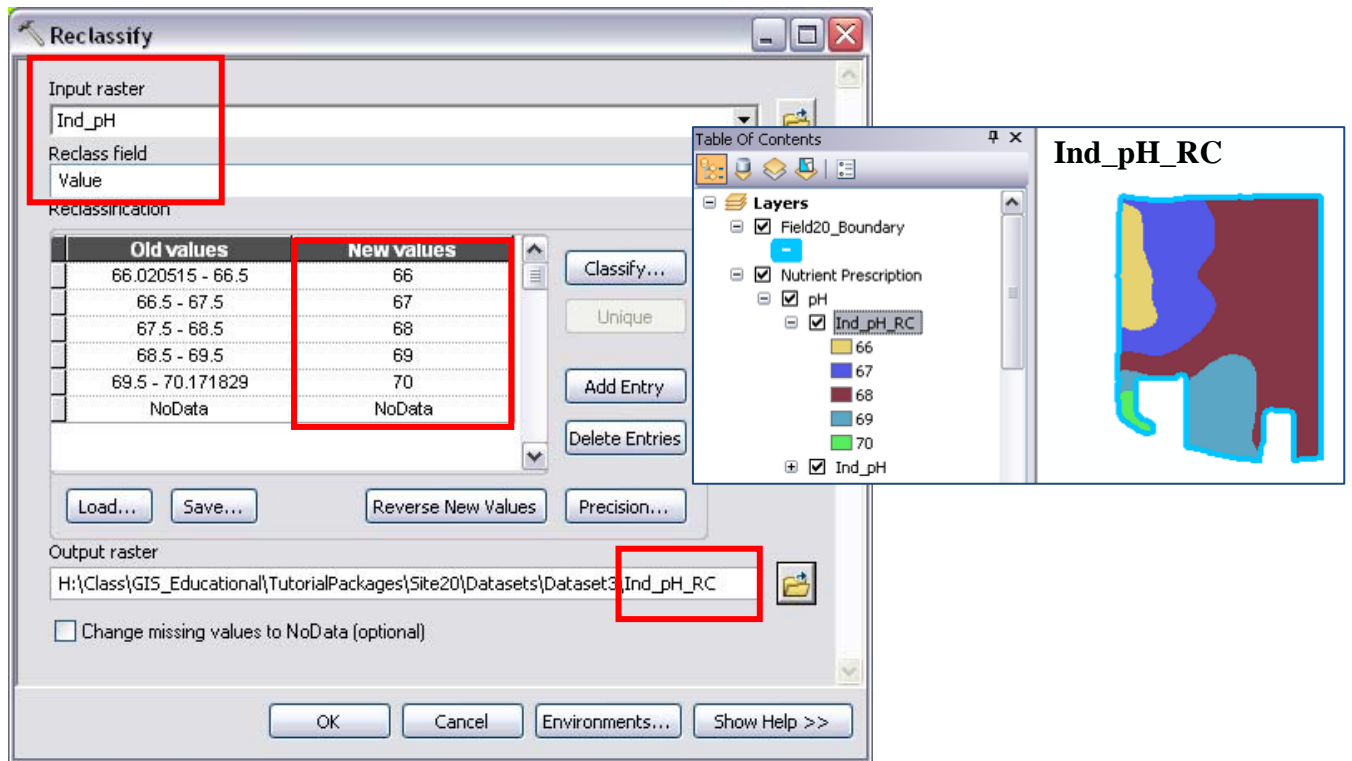 Reclassify
Input raster
Ind_pH
Reclass field
Value
Reclassification
Old values New values
66.020515 - 66.5 66
66.5 - 67.5 67
67.5 - 68.5 68
68.5 - 69.5 69
69.5 - 70.171829 70
NoData NoData
Classify...
Unique
Add Entry
Delete Entries
Load... Save... Reverse New Values Precision...
Output raster
H:\Class\GIS_Educational\TutorialPackages\Site20\Datasets\Dataset3\Ind_pH_RC
Change missing values to NoData (optional)
OK Cancel Environments... Show Help >>
Table Of Contents
Layers
Field20_Boundary
Nutrient Prescription
pH
Ind_pH_RC
66
67
68
69
70
Ind_pH
Ind_pH_RC